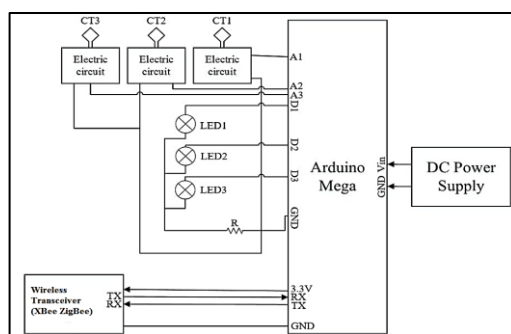 CT3
CT2
CT1
Electric
circuit
Electric
circuit
Electric
circuit
A1
A2
A3
D1
LED1
D2
LED2
D3
LED3
R
GND
Arduino
Mega
Vin
GND
DC Power
Supply
Wireless
Transceiver
(XBee ZigBee)
TX
RX
3.3V
RX
TX
GND